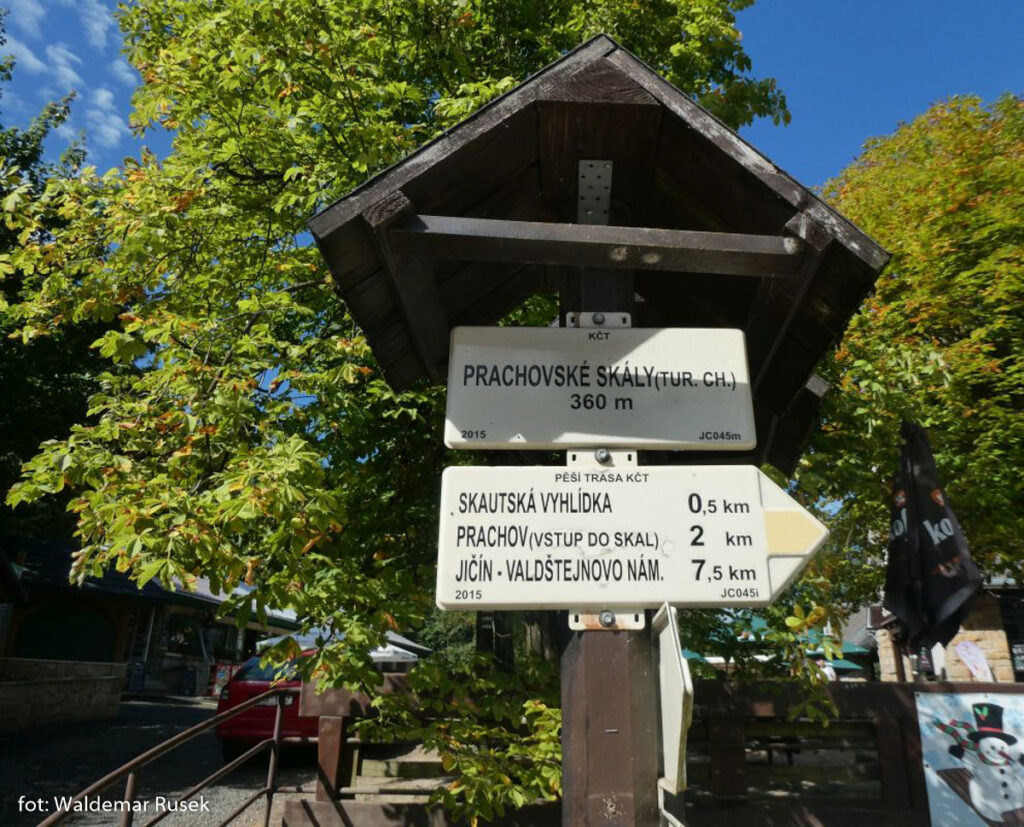 KČT
PRACHOVSKÉ SKÁLY (TUR. CH.)
360 m
2015 JC045m
PĚŠÍ TRASA KČT
SKAUTSKÁ VYHLÍDKA 0,5 km
PRACHOV (VSTUP DO SKAL) 2 km
JIČÍN - VALDŠTEJNOVO NÁM. 7,5 km
2015 JC045i
fot: Waldemar Rusek